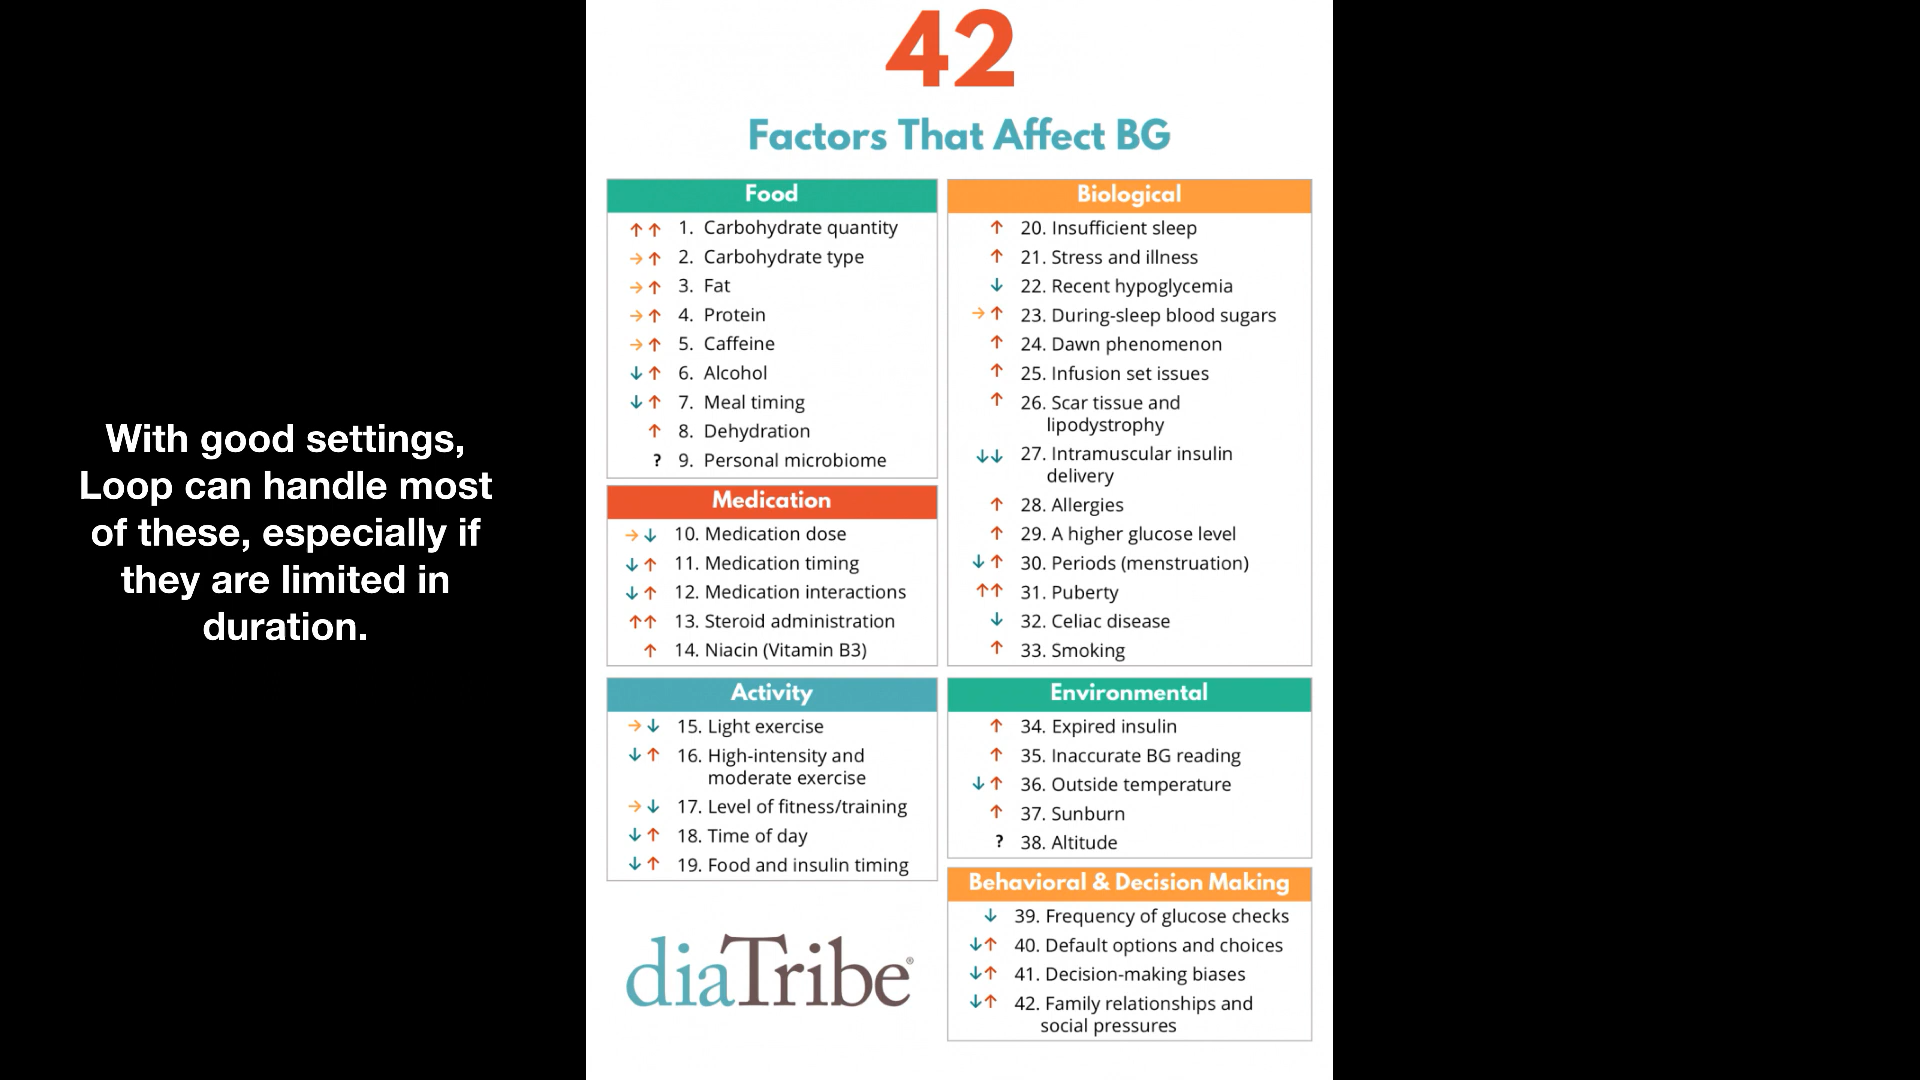 With good settings,
Loop can handle most
of these, especially if
they are limited in
duration.
42
Factors That Affect BG
Food
↑↑ 1. Carbohydrate quantity
→↑ 2. Carbohydrate type
→↑ 3. Fat
→↑ 4. Protein
→↑ 5. Caffeine
↓↑ 6. Alcohol
↓↑ 7. Meal timing
↑ 8. Dehydration
? 9. Personal microbiome
Medication
→↓ 10. Medication dose
↓↑ 11. Medication timing
↓↑ 12. Medication interactions
↑↑ 13. Steroid administration
↑ 14. Niacin (Vitamin B3)
Activity
→↓ 15. Light exercise
↓↑ 16. High-intensity and
moderate exercise
→↓ 17. Level of fitness/training
↓↑ 18. Time of day
↓↑ 19. Food and insulin timing
diaTribe®
Biological
↑ 20. Insufficient sleep
↑ 21. Stress and illness
↓ 22. Recent hypoglycemia
→↑ 23. During-sleep blood sugars
↑ 24. Dawn phenomenon
↑ 25. Infusion set issues
↑ 26. Scar tissue and
lipodystrophy
↓↓ 27. Intramuscular insulin
delivery
↑ 28. Allergies
↑ 29. A higher glucose level
↓↑ 30. Periods (menstruation)
↑↑ 31. Puberty
↓ 32. Celiac disease
↑ 33. Smoking
Environmental
↑ 34. Expired insulin
↑ 35. Inaccurate BG reading
↓↑ 36. Outside temperature
↑ 37. Sunburn
? 38. Altitude
Behavioral & Decision Making
↓ 39. Frequency of glucose checks
↓↑ 40. Default options and choices
↓↑ 41. Decision-making biases
↓↑ 42. Family relationships and
social pressures